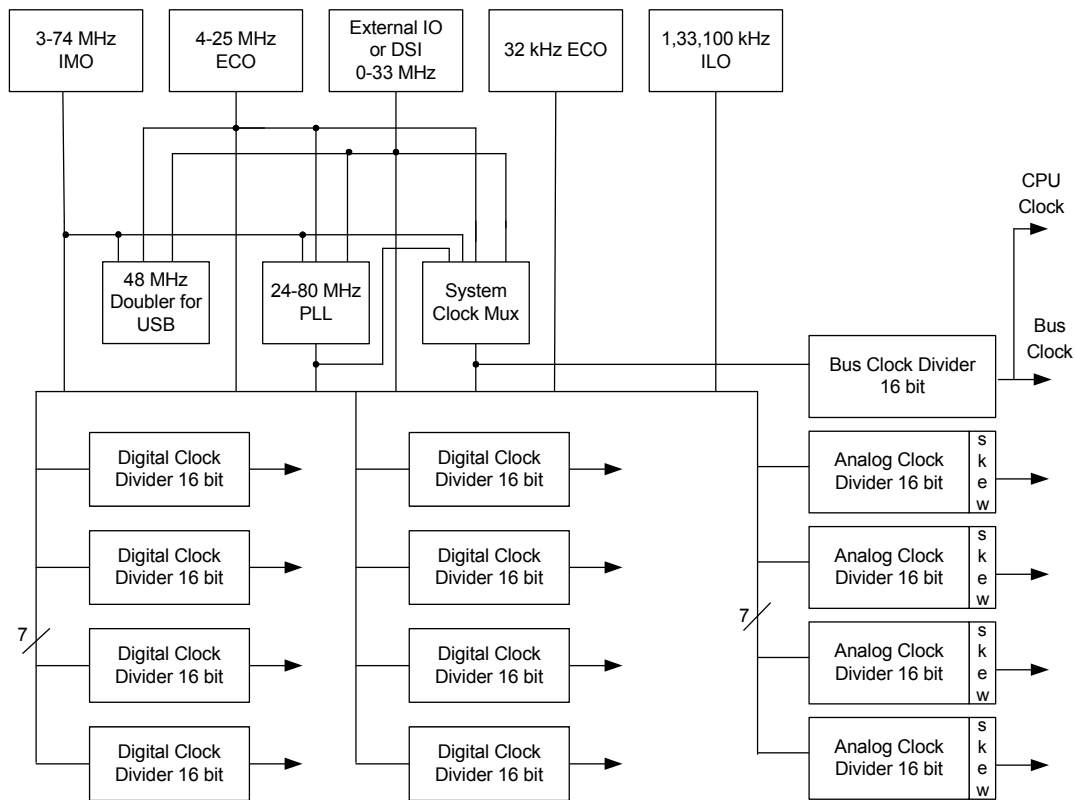 3-74 MHz
IMO
4-25 MHz
ECO
External IO
or DSI
0-33 MHz
32 kHz ECO
1,33,100 kHz
ILO
CPU
Clock
48 MHz
Doubler for
USB
24-80 MHz
PLL
System
Clock Mux
Bus
Clock
Bus Clock Divider
16 bit
Digital Clock
Divider 16 bit
Digital Clock
Divider 16 bit
Analog Clock
Divider 16 bit
skew
Digital Clock
Divider 16 bit
Digital Clock
Divider 16 bit
Analog Clock
Divider 16 bit
skew
7
7
Digital Clock
Divider 16 bit
Digital Clock
Divider 16 bit
Analog Clock
Divider 16 bit
skew
Digital Clock
Divider 16 bit
Digital Clock
Divider 16 bit
Analog Clock
Divider 16 bit
skew